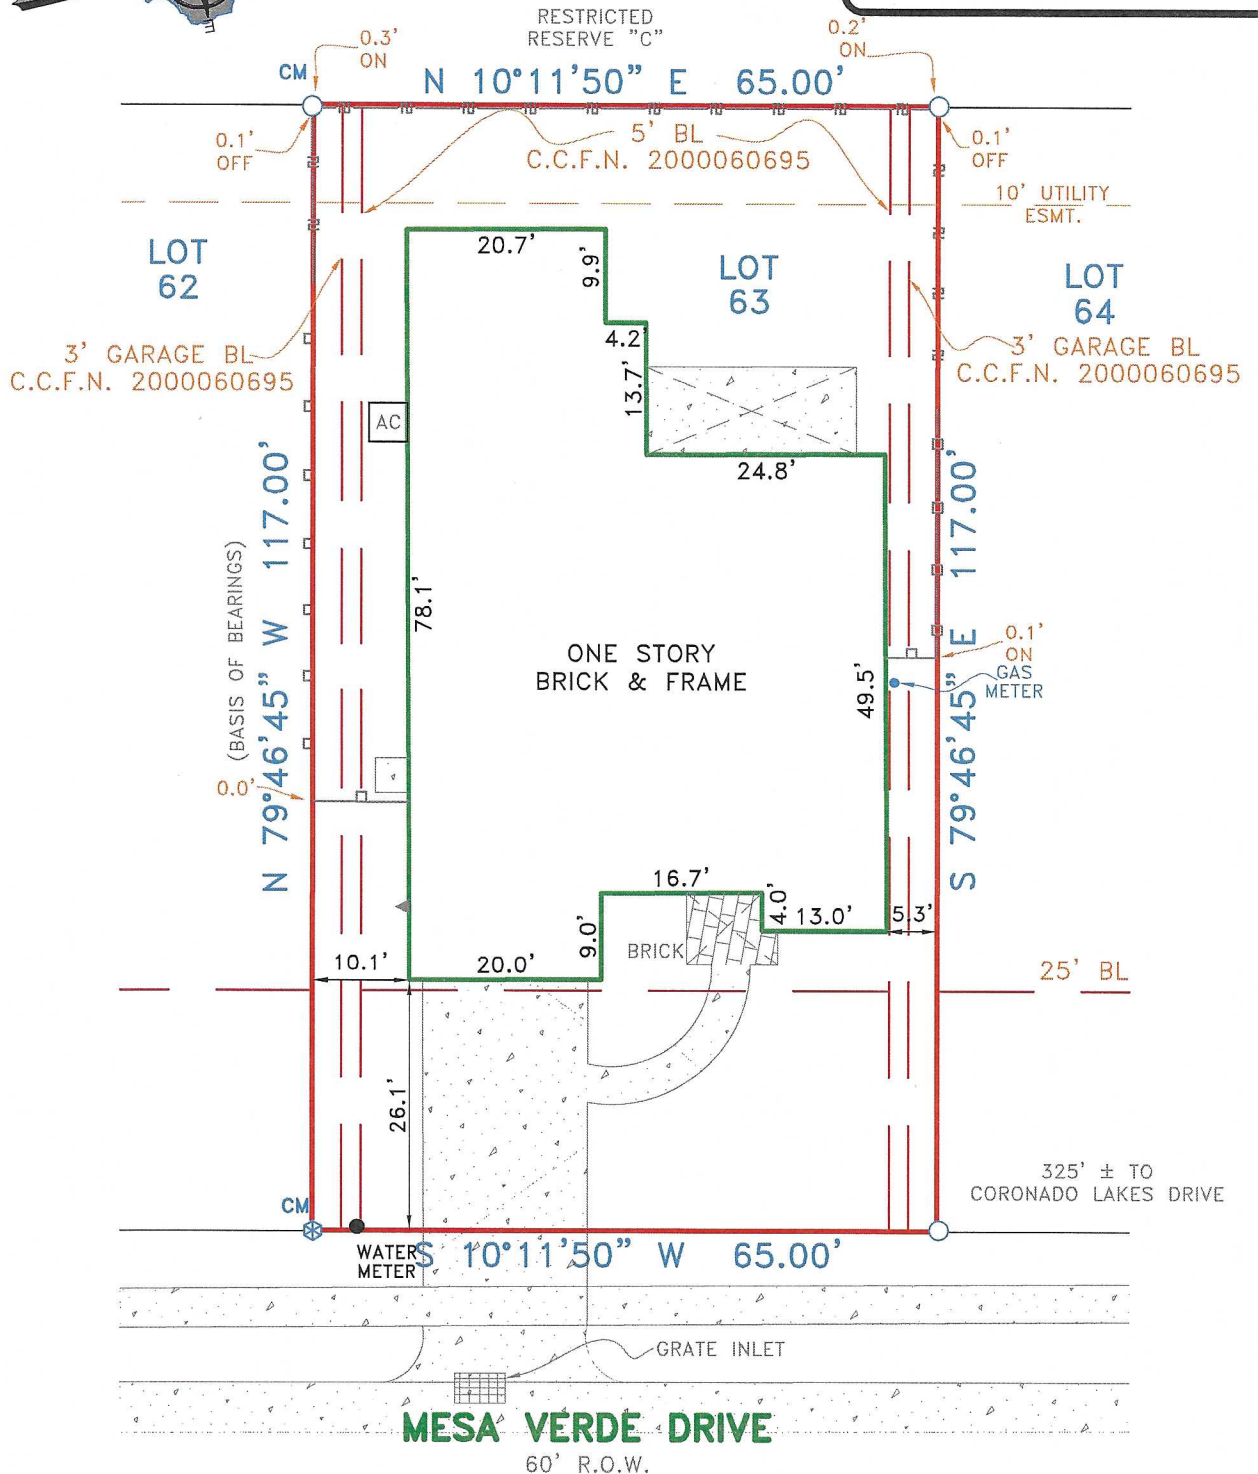 E
RESTRICTED
RESERVE "C"
0.3'
ON
0.2'
ON
CM
N 10°11'50" E 65.00'
0.1'
OFF
5' BL
C.C.F.N. 2000060695
0.1'
OFF
10' UTILITY
ESMT.
LOT
62
20.7'
9.9'
LOT
63
LOT
64
4.2'
3' GARAGE BL
C.C.F.N. 2000060695
13.7'
3' GARAGE BL
C.C.F.N. 2000060695
AC
24.8'
N 79°46'45" W 117.00'
(BASIS OF BEARINGS)
78.1'
ONE STORY
BRICK & FRAME
49.5'
S 79°46'45" E 117.00'
0.1'
ON
GAS
METER
0.0'
16.7'
4.0'
13.0'
5.3'
9.0'
BRICK
10.1'
20.0'
25' BL
26.1'
325' ± TO
CORONADO LAKES DRIVE
CM
WATER
METER
S 10°11'50" W 65.00'
GRATE INLET
MESA VERDE DRIVE
60' R.O.W.